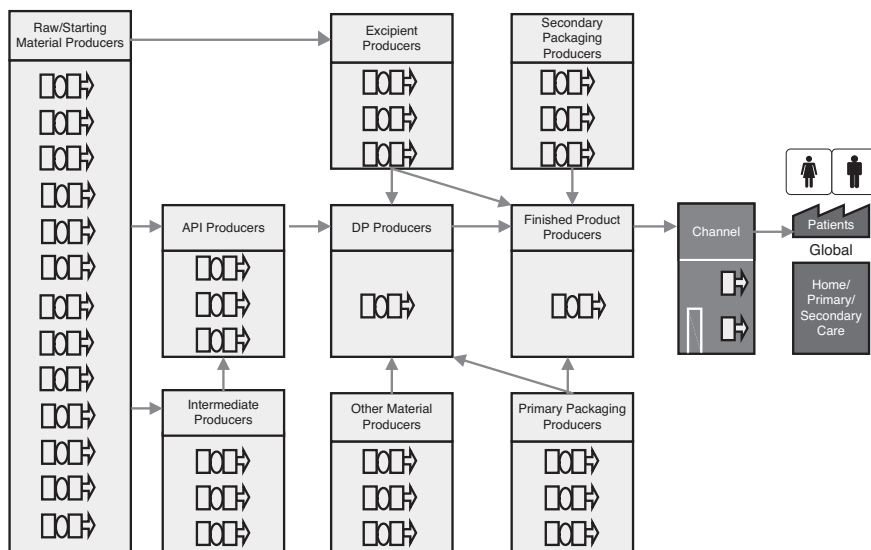 Raw/Starting
Material Producers
Excipient
Producers
Secondary
Packaging
Producers
API Producers
DP Producers
Finished Product
Producers
Channel
Patients
Global
Home/
Primary/
Secondary
Care
Intermediate
Producers
Other Material
Producers
Primary Packaging
Producers